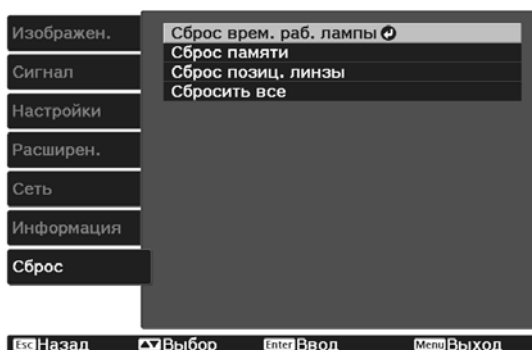 Изображен.
Сигнал
Настройки
Расширен.
Сеть
Информация
Сброс
Сброс врем. раб. лампы
Сброс памяти
Сброс позиц. линзы
Сбросить все
Esc Назад Выбор Enter Ввод Menu Выход